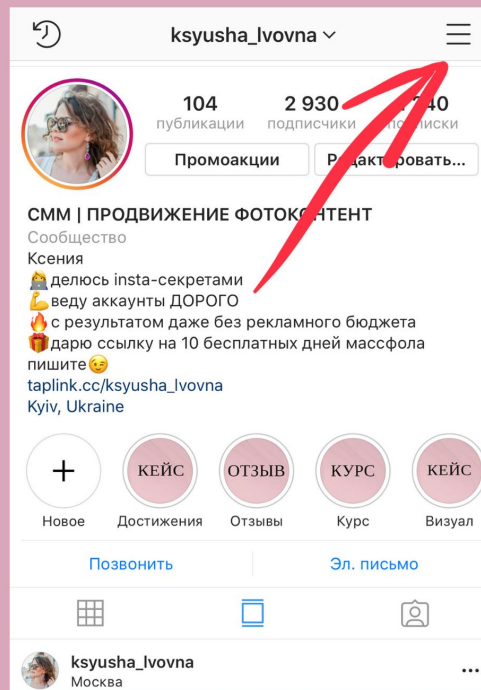 ksyusha_lvovna
104 2 930 240
публикации подписчики
Промоакции Редактировать...
СММ | ПРОДВИЖЕНИЕ ФОТОКОНТЕНТ
Сообщество
Ксения
делюсь insta-секретами
веду аккаунты ДОРОГО
с результатом даже без рекламного бюджета
дарю ссылку на 10 бесплатных дней массфола
пишите
taplink.cc/ksyusha_lvovna
Kyiv, Ukraine
КЕЙС ОТЗЫВ КУРС КЕЙС
Новое Достижения Отзывы Курс Визуал
Позвонить Эл. письмо
ksyusha_lvovna
Москва